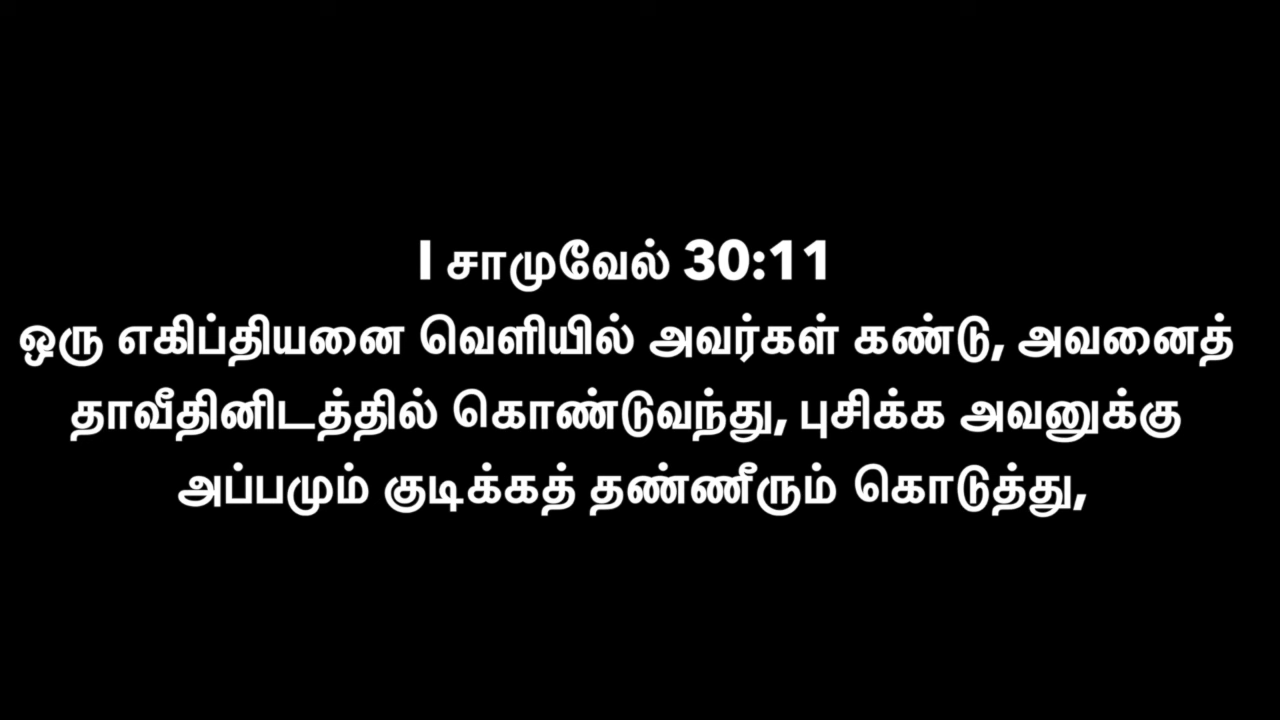 I சாமுவேல் 30:11
ஒரு எகிப்தியனை வெளியில் அவர்கள் கண்டு, அவனைத்
தாவீதினிடத்தில் கொண்டுவந்து, புசிக்க அவனுக்கு
அப்பமும் குடிக்கத் தண்ணீரும் கொடுத்து,